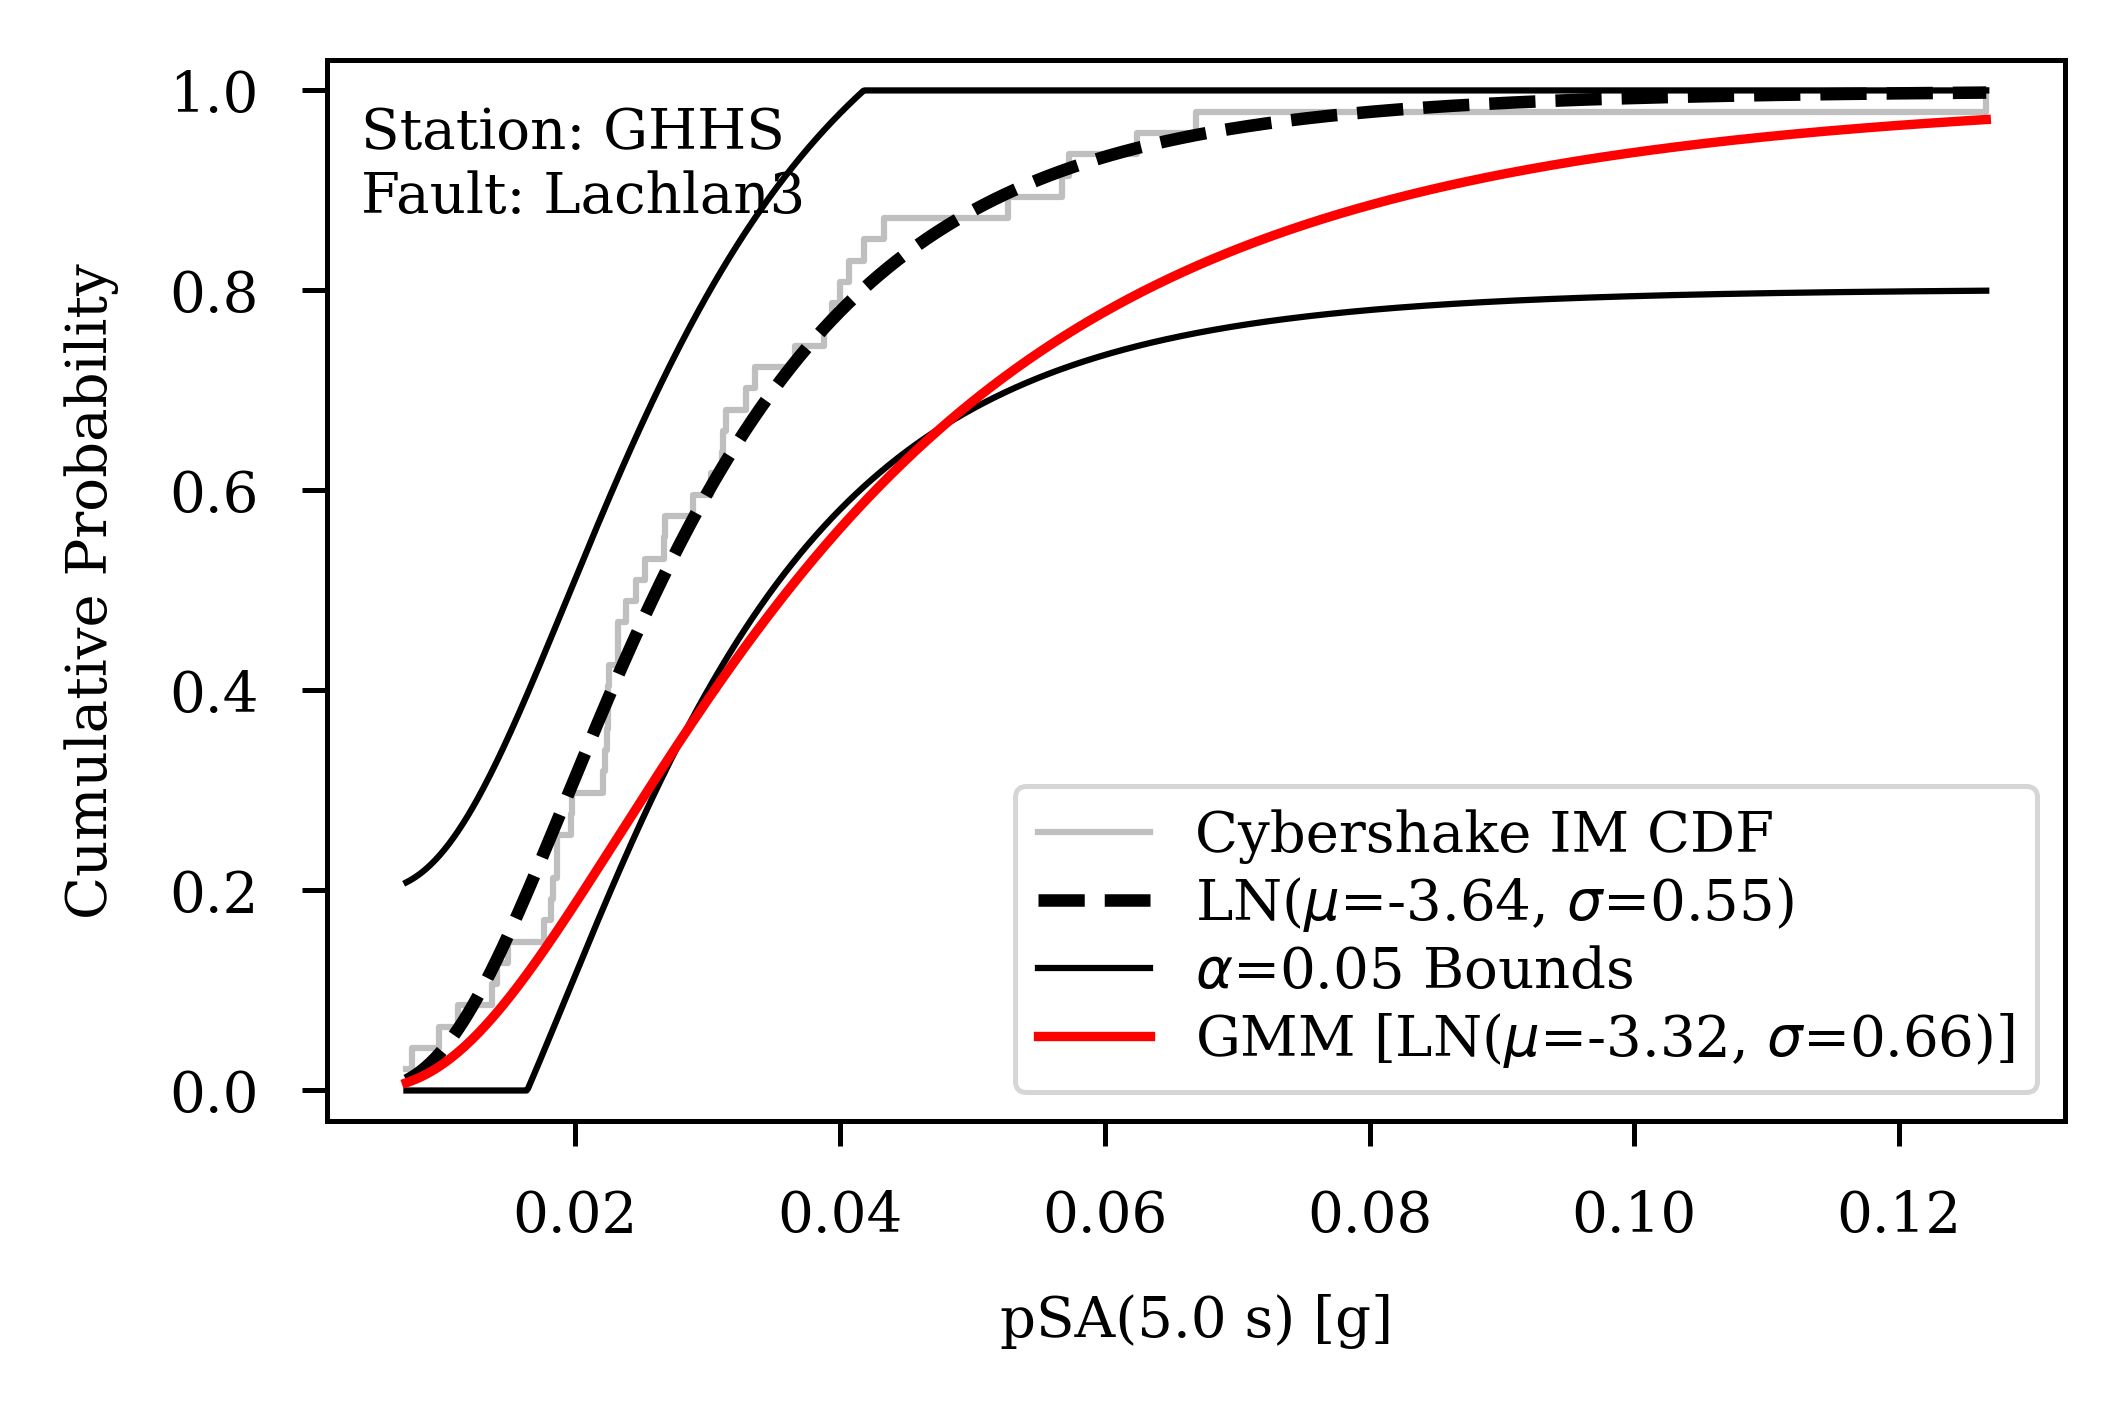 Station: GHHS
Fault: Lachlan3
Cumulative Probability
1.0
0.8
0.6
0.4
0.2
0.0
Cybershake IM CDF
LN(μ=-3.64, σ=0.55)
α=0.05 Bounds
GMM [LN(μ=-3.32, σ=0.66)]
0.02 0.04 0.06 0.08 0.10 0.12
pSA(5.0 s) [g]